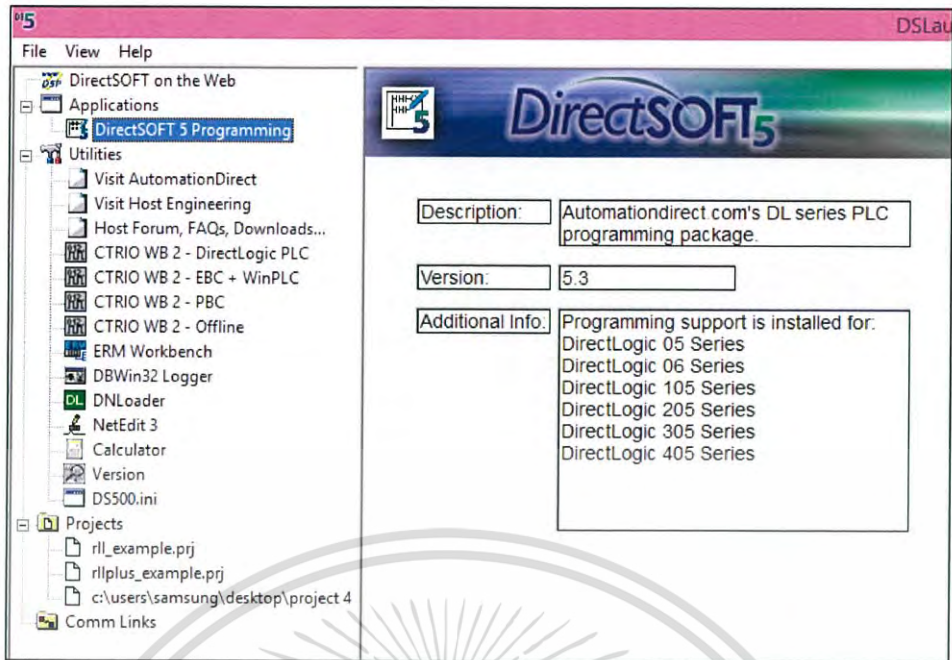 DSLau
File View Help
DirectSOFT on the Web
Applications
DirectSOFT 5 Programming
Utilities
Visit AutomationDirect
Visit Host Engineering
Host Forum, FAQs, Downloads...
CTRIO WB 2 - DirectLogic PLC
CTRIO WB 2 - EBC + WinPLC
CTRIO WB 2 - PBC
CTRIO WB 2 - Offline
ERM Workbench
DBWin32 Logger
DL DNLoader
NetEdit 3
Calculator
Version
DS500.ini
Projects
rll_example.prj
rllplus_example.prj
c:\users\samsung\desktop\project 4
Comm Links
DirectSOFT5
Description: Automationdirect.com's DL series PLC
programming package.
Version: 5.3
Additional Info: Programming support is installed for:
DirectLogic 05 Series
DirectLogic 06 Series
DirectLogic 105 Series
DirectLogic 205 Series
DirectLogic 305 Series
DirectLogic 405 Series